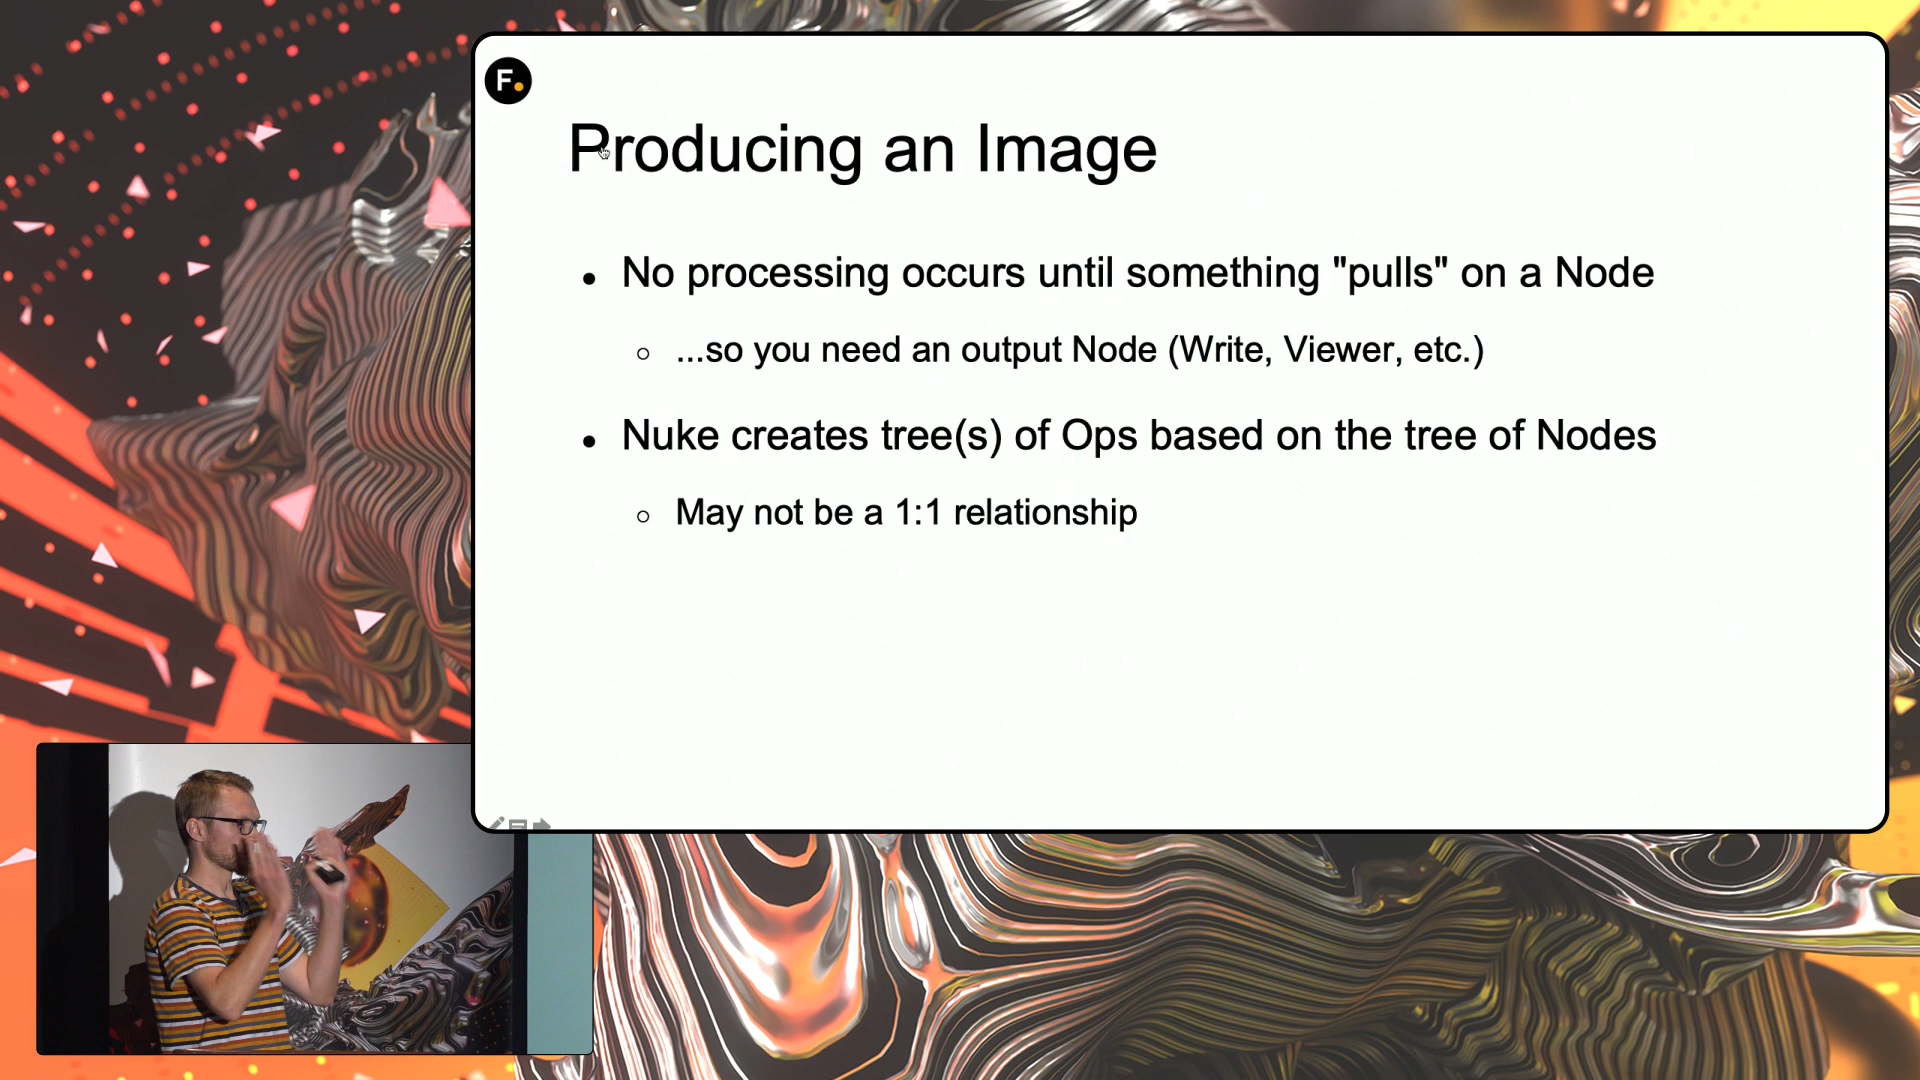 F.
Producing an Image
No processing occurs until something "pulls" on a Node
...so you need an output Node (Write, Viewer, etc.)
Nuke creates tree(s) of Ops based on the tree of Nodes
May not be a 1:1 relationship